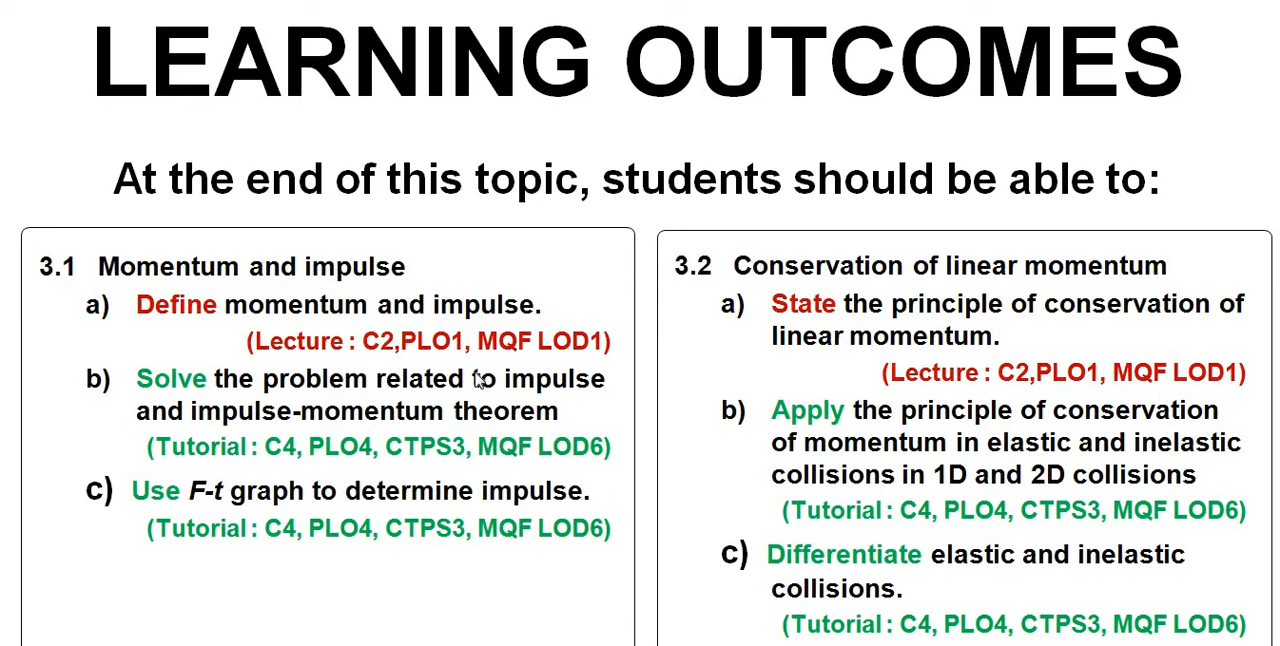 LEARNING OUTCOMES
At the end of this topic, students should be able to:
3.1 Momentum and impulse
a) Define momentum and impulse.
(Lecture : C2,PLO1, MQF LOD1)
b) Solve the problem related to impulse
and impulse-momentum theorem
(Tutorial : C4, PLO4, CTPS3, MQF LOD6)
c) Use F-t graph to determine impulse.
(Tutorial : C4, PLO4, CTPS3, MQF LOD6)
3.2 Conservation of linear momentum
a) State the principle of conservation of
linear momentum.
(Lecture : C2,PLO1, MQF LOD1)
b) Apply the principle of conservation
of momentum in elastic and inelastic
collisions in 1D and 2D collisions
(Tutorial : C4, PLO4, CTPS3, MQF LOD6)
c) Differentiate elastic and inelastic
collisions.
(Tutorial : C4, PLO4, CTPS3, MQF LOD6)